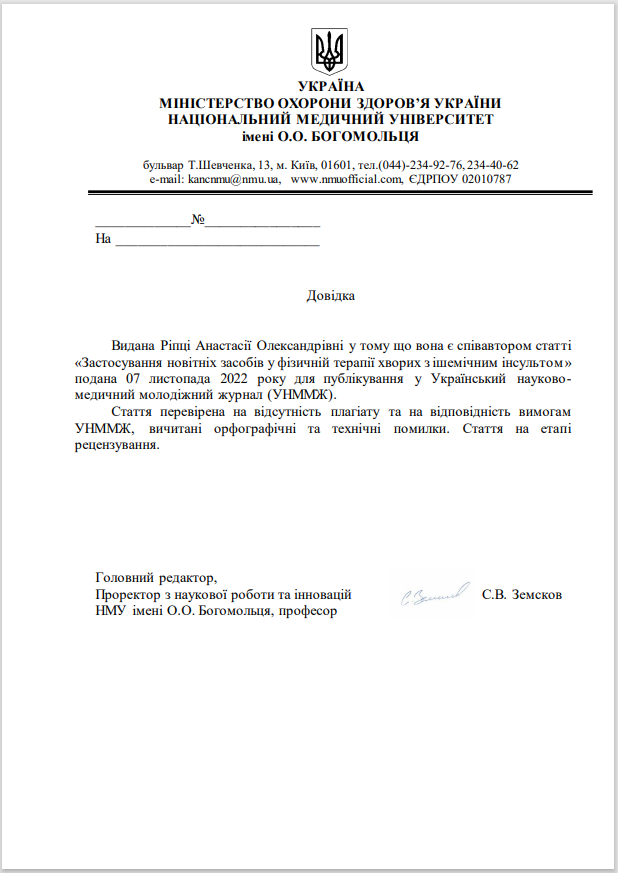 УКРАЇНА
МІНІСТЕРСТВО ОХОРОНИ ЗДОРОВ’Я УКРАЇНИ
НАЦІОНАЛЬНИЙ МЕДИЧНИЙ УНІВЕРСИТЕТ
імені О.О. БОГОМОЛЬЦЯ
бульвар Т.Шевченка, 13, м. Київ, 01601, тел.(044)-234-92-76, 234-40-62
e-mail: kancnmu@nmu.ua, www.nmuofficial.com, ЄДРПОУ 02010787
______________№_________________
На ______________________________
Довідка
Видана Ріпці Анастасії Олександрівні у тому що вона є співавтором статті
«Застосування новітніх засобів у фізичній терапії хворих з ішемічним інсультом»
подана 07 листопада 2022 року для публікування у Український науково-
медичний молодіжний журнал (УНММЖ).
Стаття перевірена на відсутність плагіату та на відповідність вимогам
УНММЖ, вичитані орфографічні та технічні помилки. Стаття на етапі
рецензування.
Головний редактор,
Проректор з наукової роботи та інновацій С.В. Земсков
НМУ імені О.О. Богомольця, професор